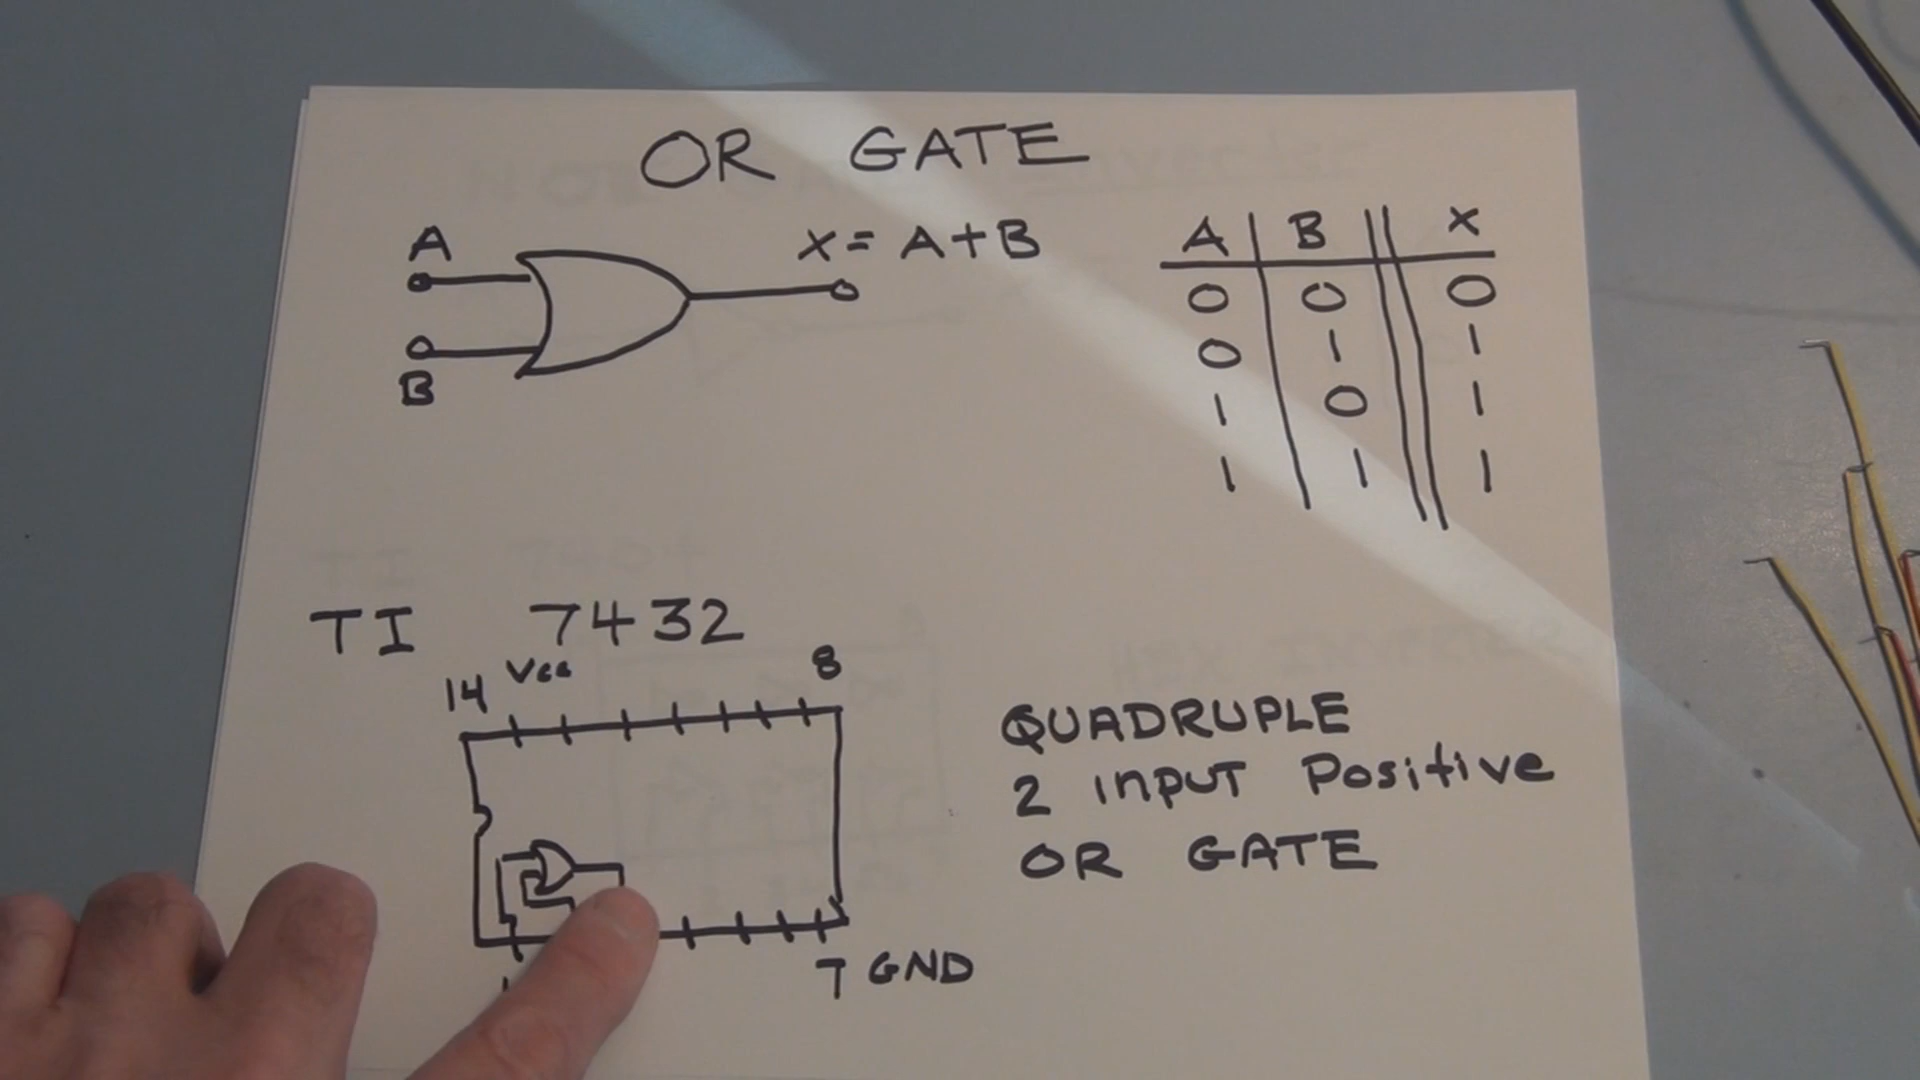 OR GATE
A
X = A+B
B
A B X
0 0 0
0 1 1
1 0 1
1 1 1
TI 7432
14 Vcc 8
QUADRUPLE
2 INPUT Positive
OR GATE
1
7 GND